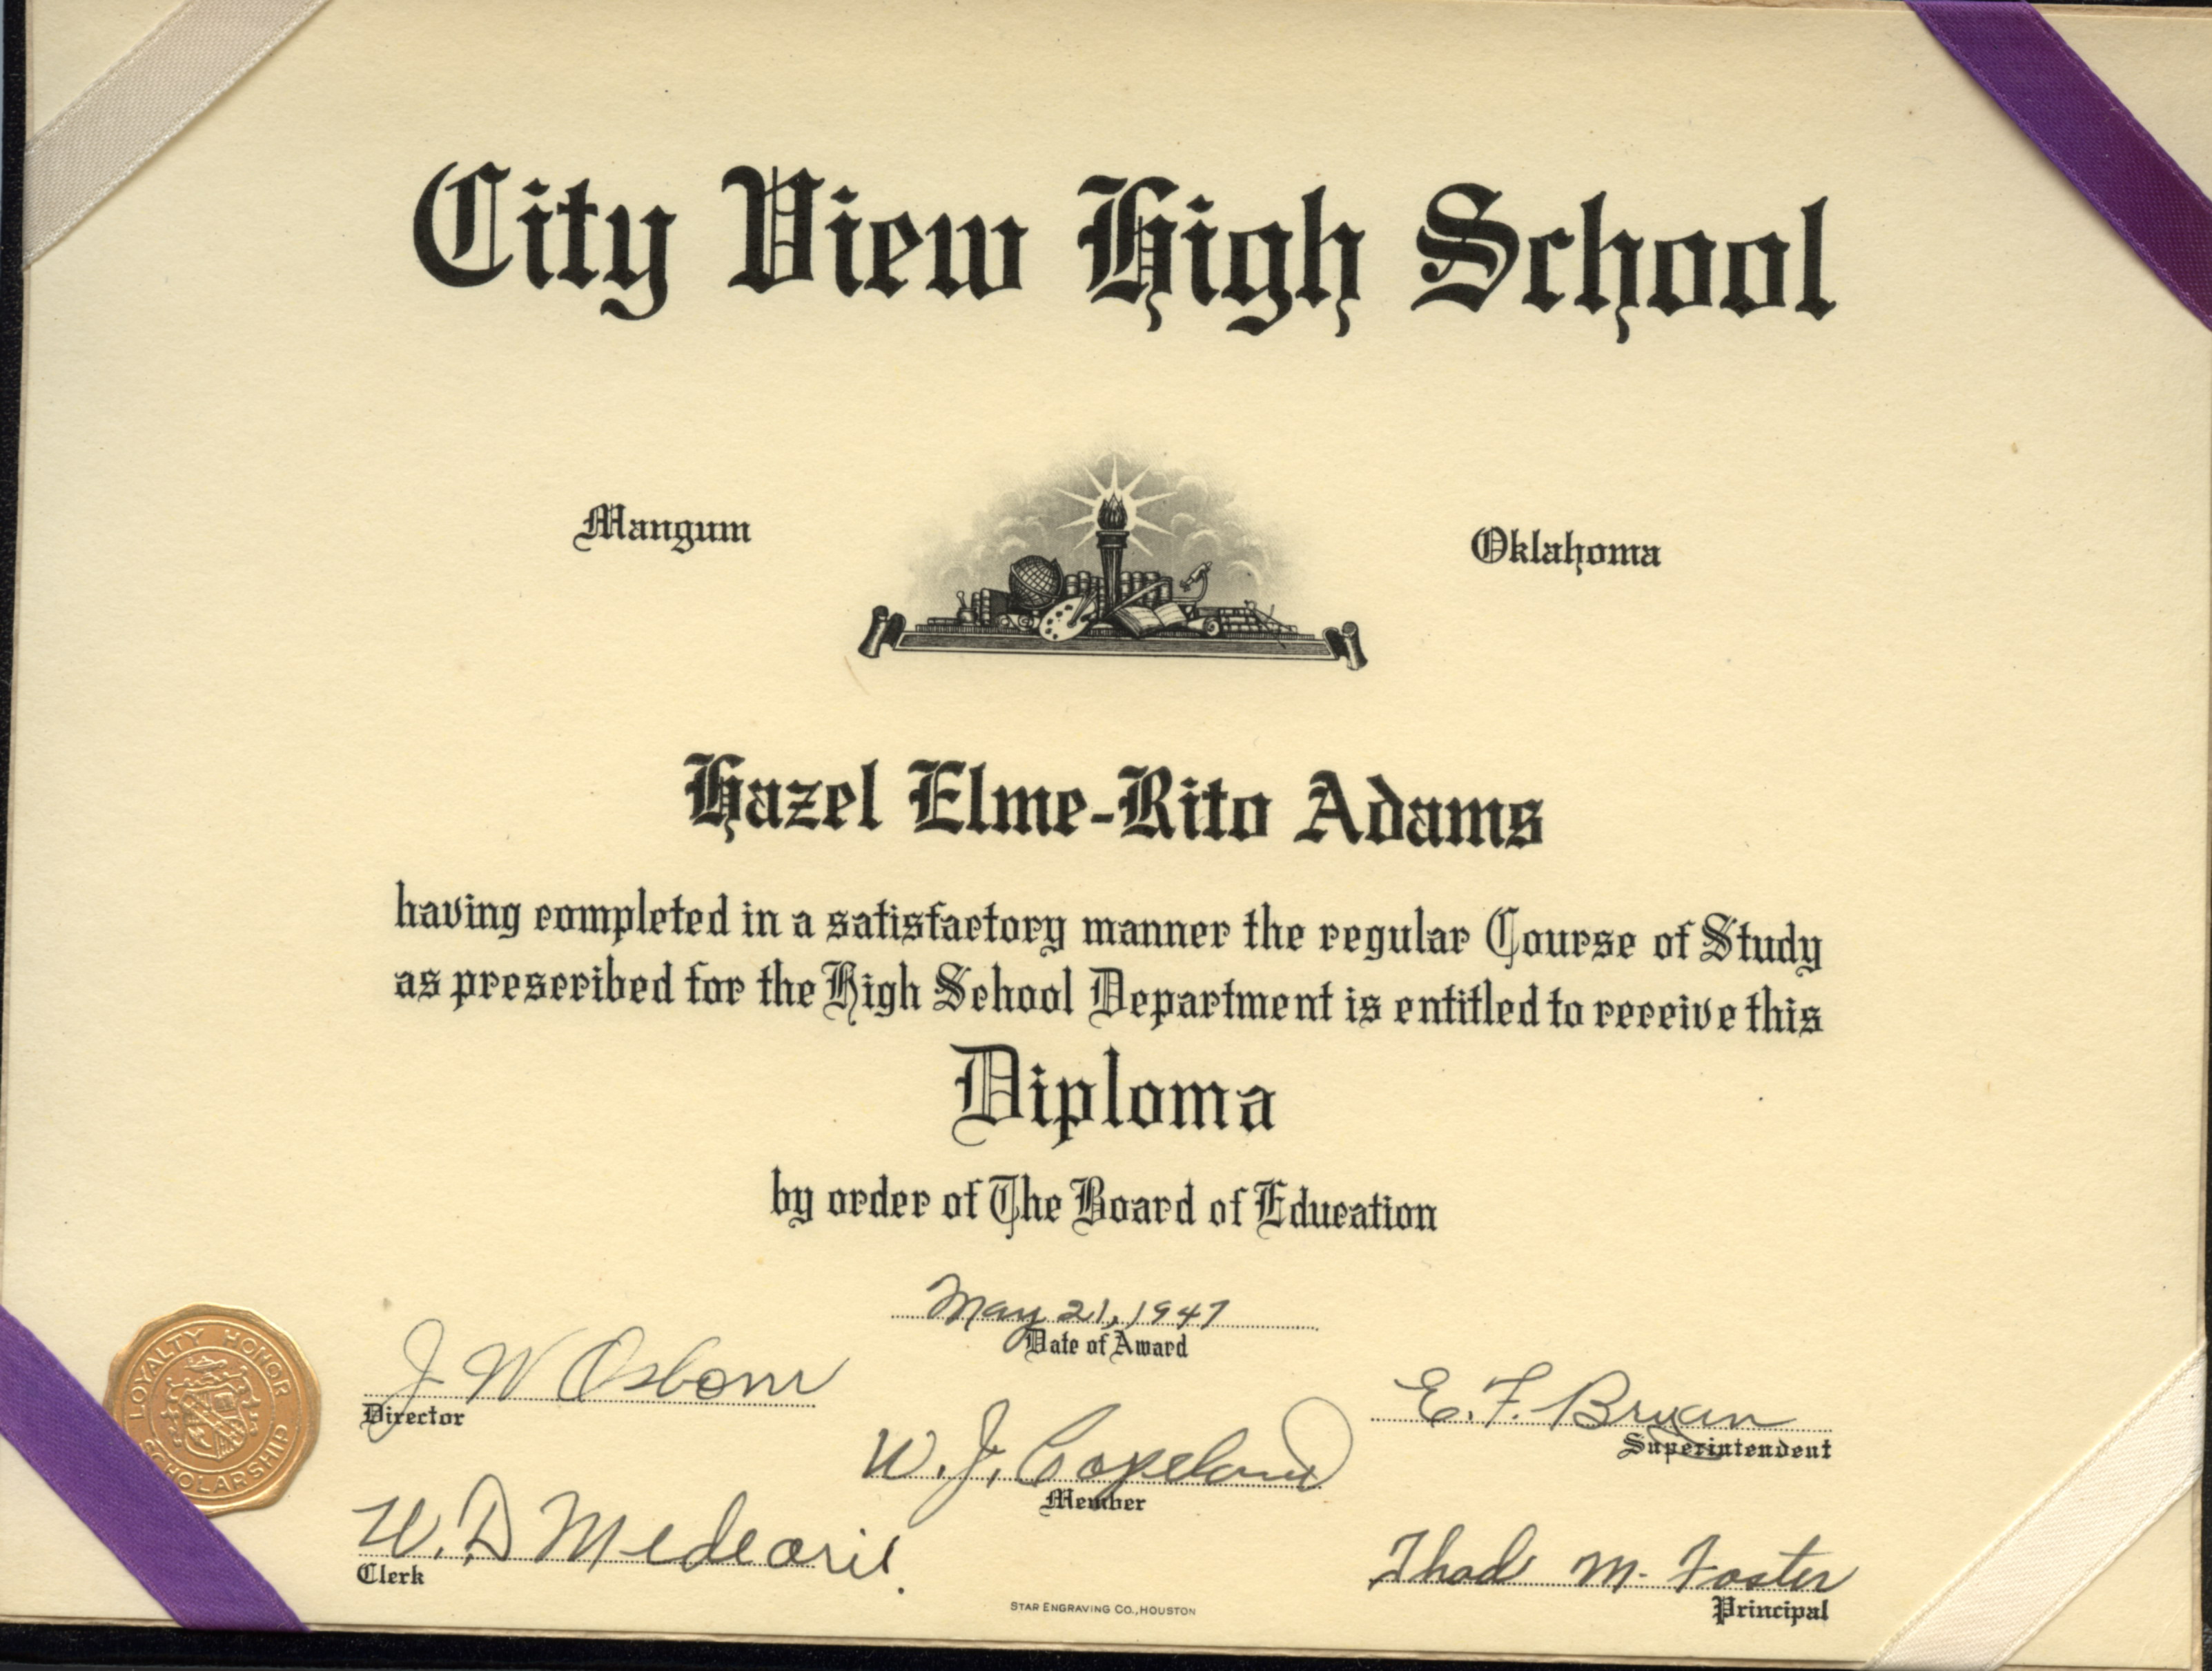 City View High School
Mangum
Oklahoma
Hazel Elme-Rito Adams
having completed in a satisfactory manner the regular Course of Study
as prescribed for the High School Department is entitled to receive this
Diploma
by order of The Board of Education
May 21, 1947
Date of Award
J W Osborn
Director
E. F. Bryan
Superintendent
W. J. Copeland
Member
W. D Medearis.
Clerk
Thad M. Foster
Principal
LOYALTY HONOR SCHOLARSHIP
STAR ENGRAVING CO., HOUSTON